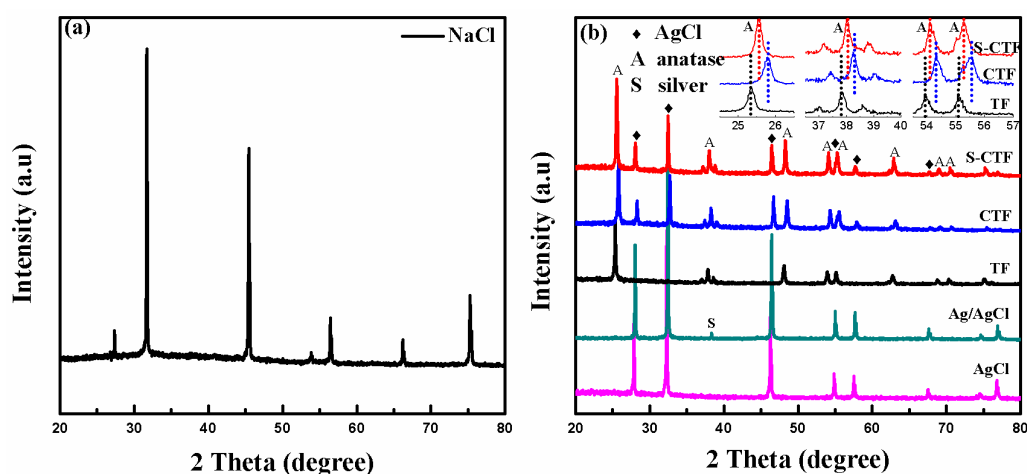 (a)
NaCl
Intensity (a.u)
20 30 40 50 60 70 80
2 Theta (degree)
(b)
♦ AgCl
A anatase
S silver
A
A
A
S-CTF
CTF
TF
25 26
37 38 39 40
54 55 56 57
A
A
A
A A
A
A A
S-CTF
CTF
TF
S
Ag/AgCl
AgCl
Intensity (a.u)
20 30 40 50 60 70 80
2 Theta (degree)